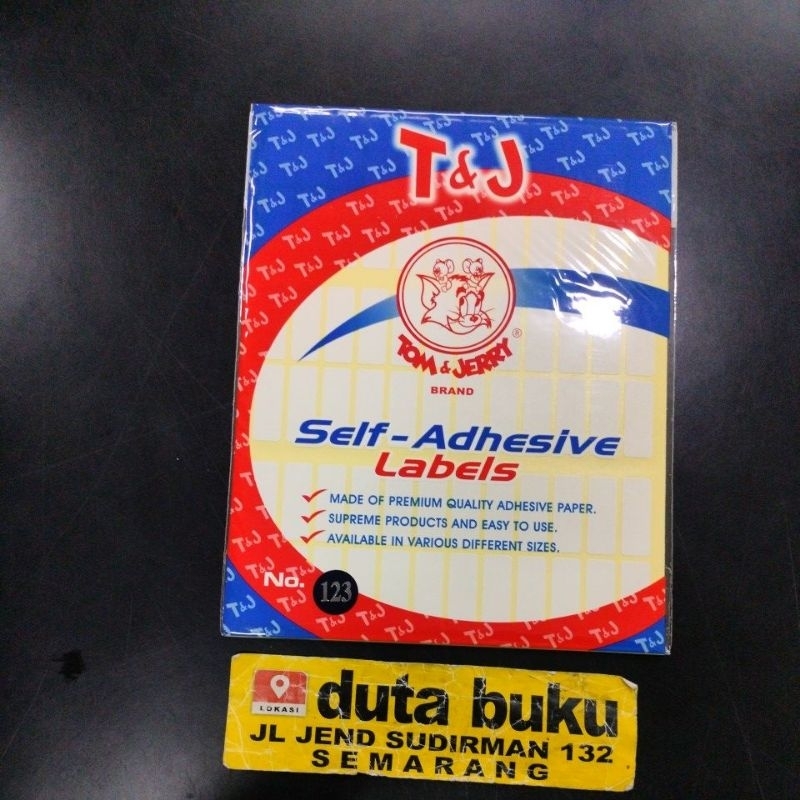 T&J
TOM & JERRY ®
BRAND
Self-Adhesive
Labels
MADE OF PREMIUM QUALITY ADHESIVE PAPER.
SUPREME PRODUCTS AND EASY TO USE.
AVAILABLE IN VARIOUS DIFFERENT SIZES.
No. 123
LOKASI
duta buku
JL JEND SUDIRMAN 132
SEMARANG